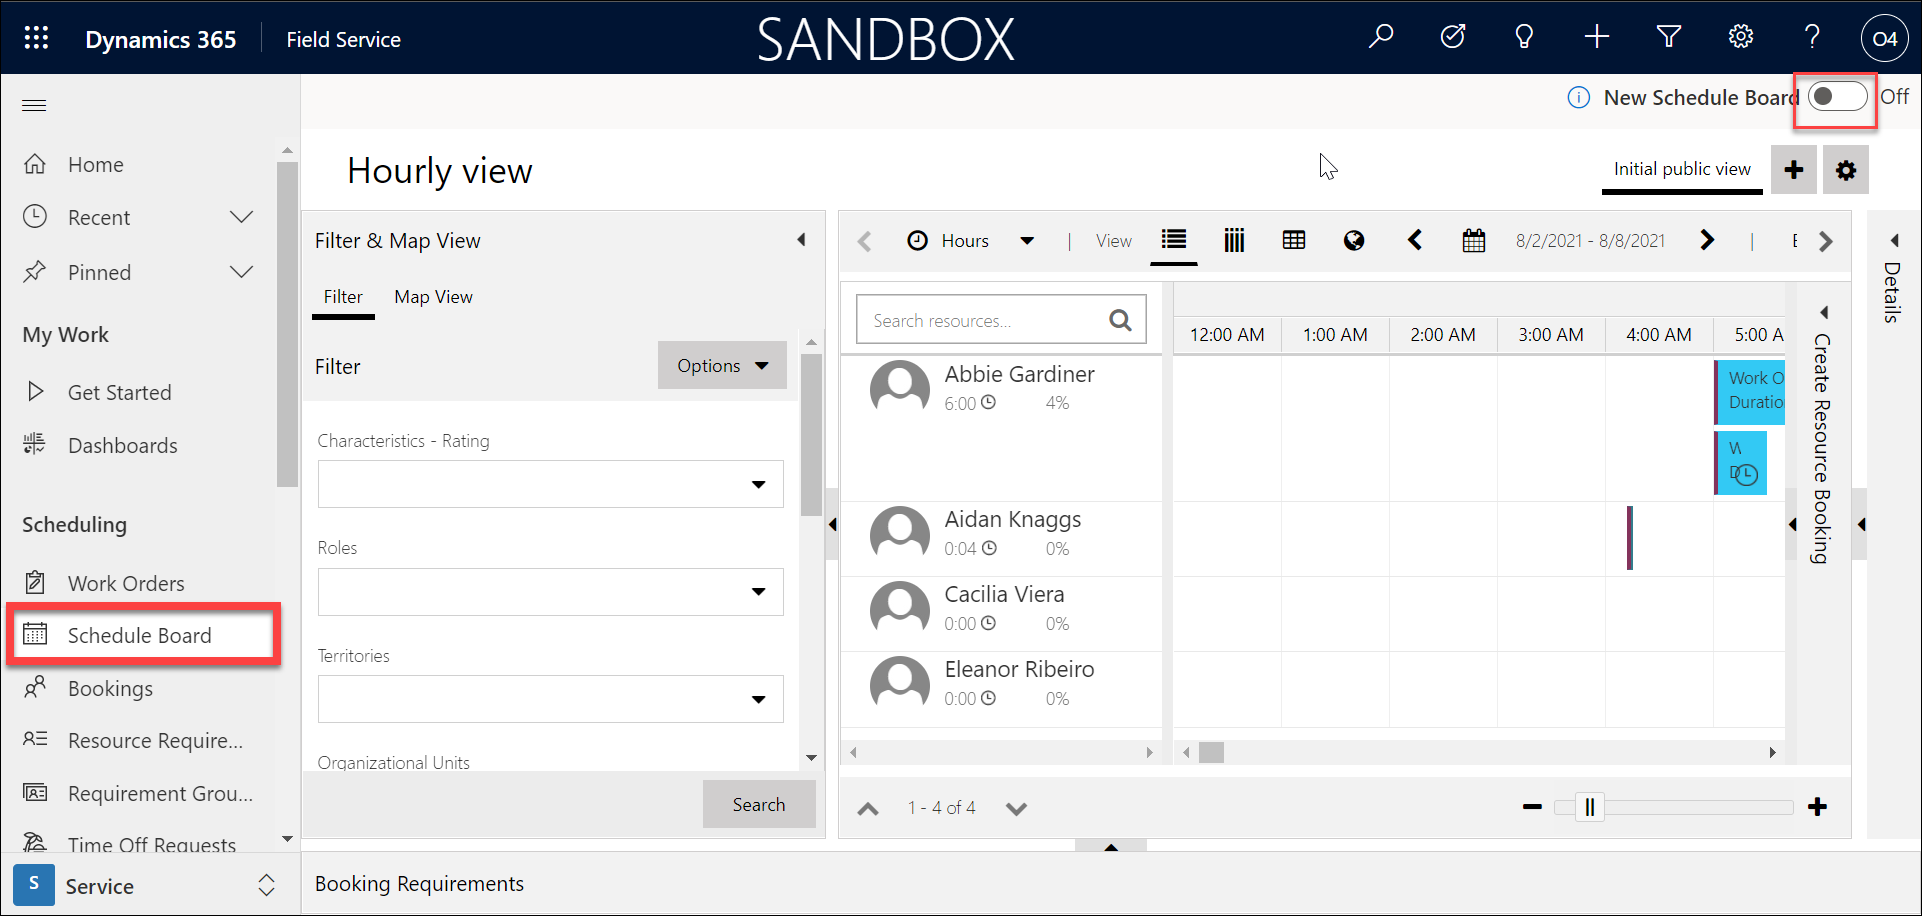 Dynamics 365
Field Service
SANDBOX
O4
New Schedule Board
Off
Home
Recent
Pinned
My Work
Get Started
Dashboards
Scheduling
Work Orders
Schedule Board
Bookings
Resource Require...
Requirement Grou...
Time Off Requests
S
Service
Hourly view
Initial public view
Filter & Map View
Filter
Map View
Filter
Options
Characteristics - Rating
Roles
Territories
Organizational Units
Search
Hours
View
8/2/2021 - 8/8/2021
E
Search resources...
12:00 AM
1:00 AM
2:00 AM
3:00 AM
4:00 AM
5:00 A
Abbie Gardiner
6:00
4%
Work O
Duratio
W
D
Aidan Knaggs
0:04
0%
Cacilia Viera
0:00
0%
Eleanor Ribeiro
0:00
0%
1 - 4 of 4
Create Resource Booking
Details
Booking Requirements